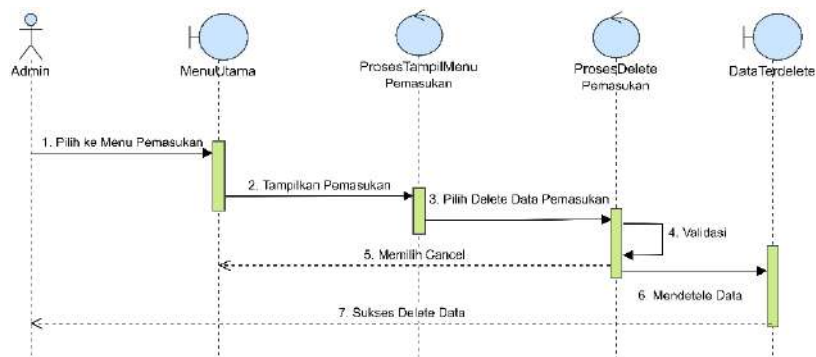 Admin
MenuUtama
ProsesTampilMenu
Pemasukan
ProsesDelete
Pemasukan
DataTerdelete
1. Pilih ke Menu Pemasukan
2. Tampilkan Pemasukan
3. Pilih Delete Data Pemasukan
4. Validasi
5. Memilih Cancel
6 Mendetele Data
7. Sukses Delete Data